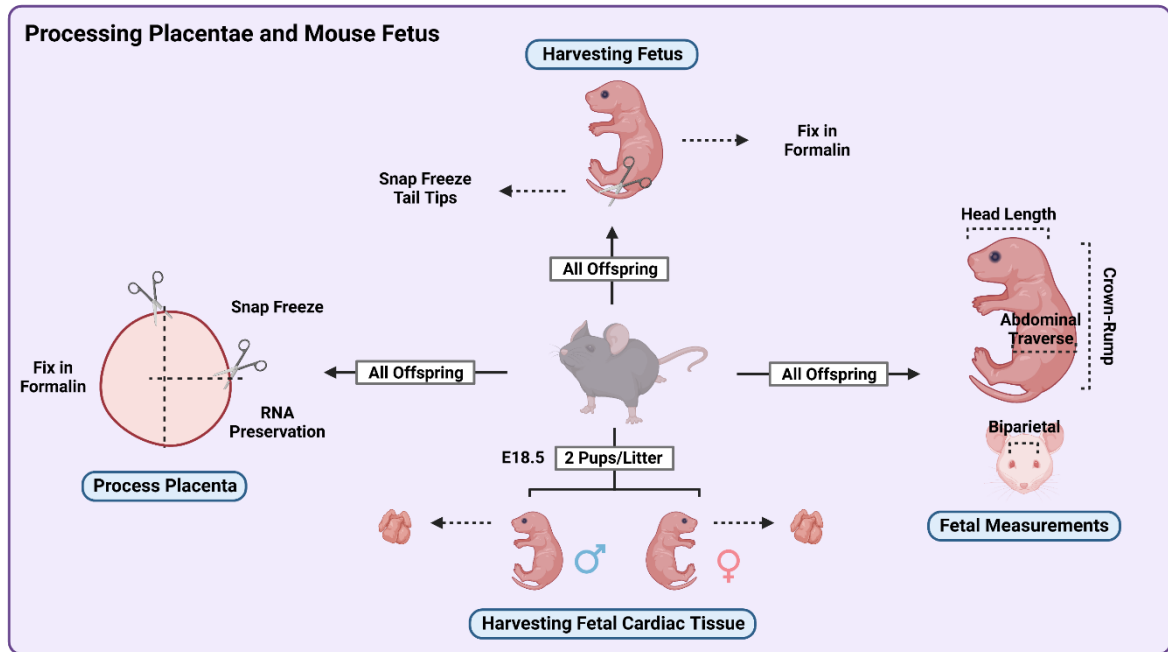 Processing Placentae and Mouse Fetus
Harvesting Fetus
Fix in
Formalin
Snap Freeze
Tail Tips
All Offspring
Head Length
Crown-Rump
Abdominal
Traverse
Snap Freeze
Fix in
Formalin
RNA
Preservation
All Offspring
All Offspring
Process Placenta
Biparietal
Fetal Measurements
E18.5
2 Pups/Litter
Harvesting Fetal Cardiac Tissue